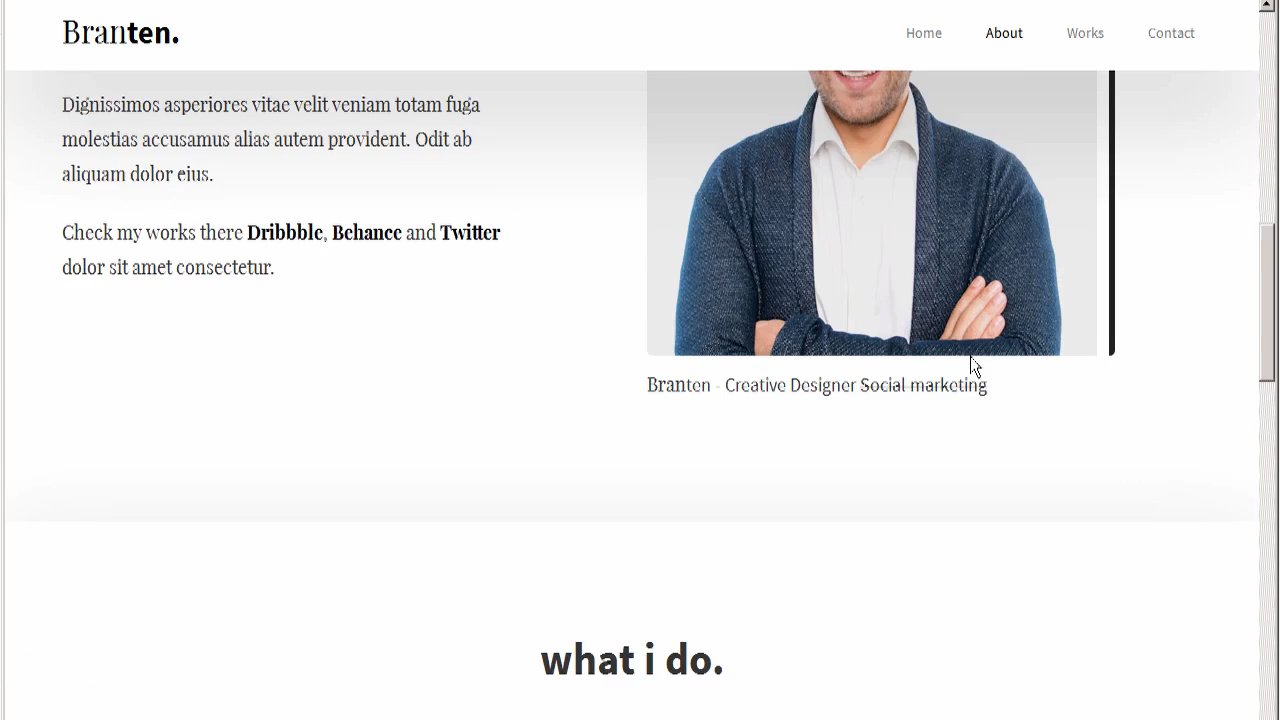 Branten.
Home About Works Contact
Dignissimos asperiores vitae velit veniam totam fuga
molestias accusamus alias autem provident. Odit ab
aliquam dolor eius.
Check my works there Dribbble, Behance and Twitter
dolor sit amet consectetur.
Branten - Creative Designer Social marketing
what i do.